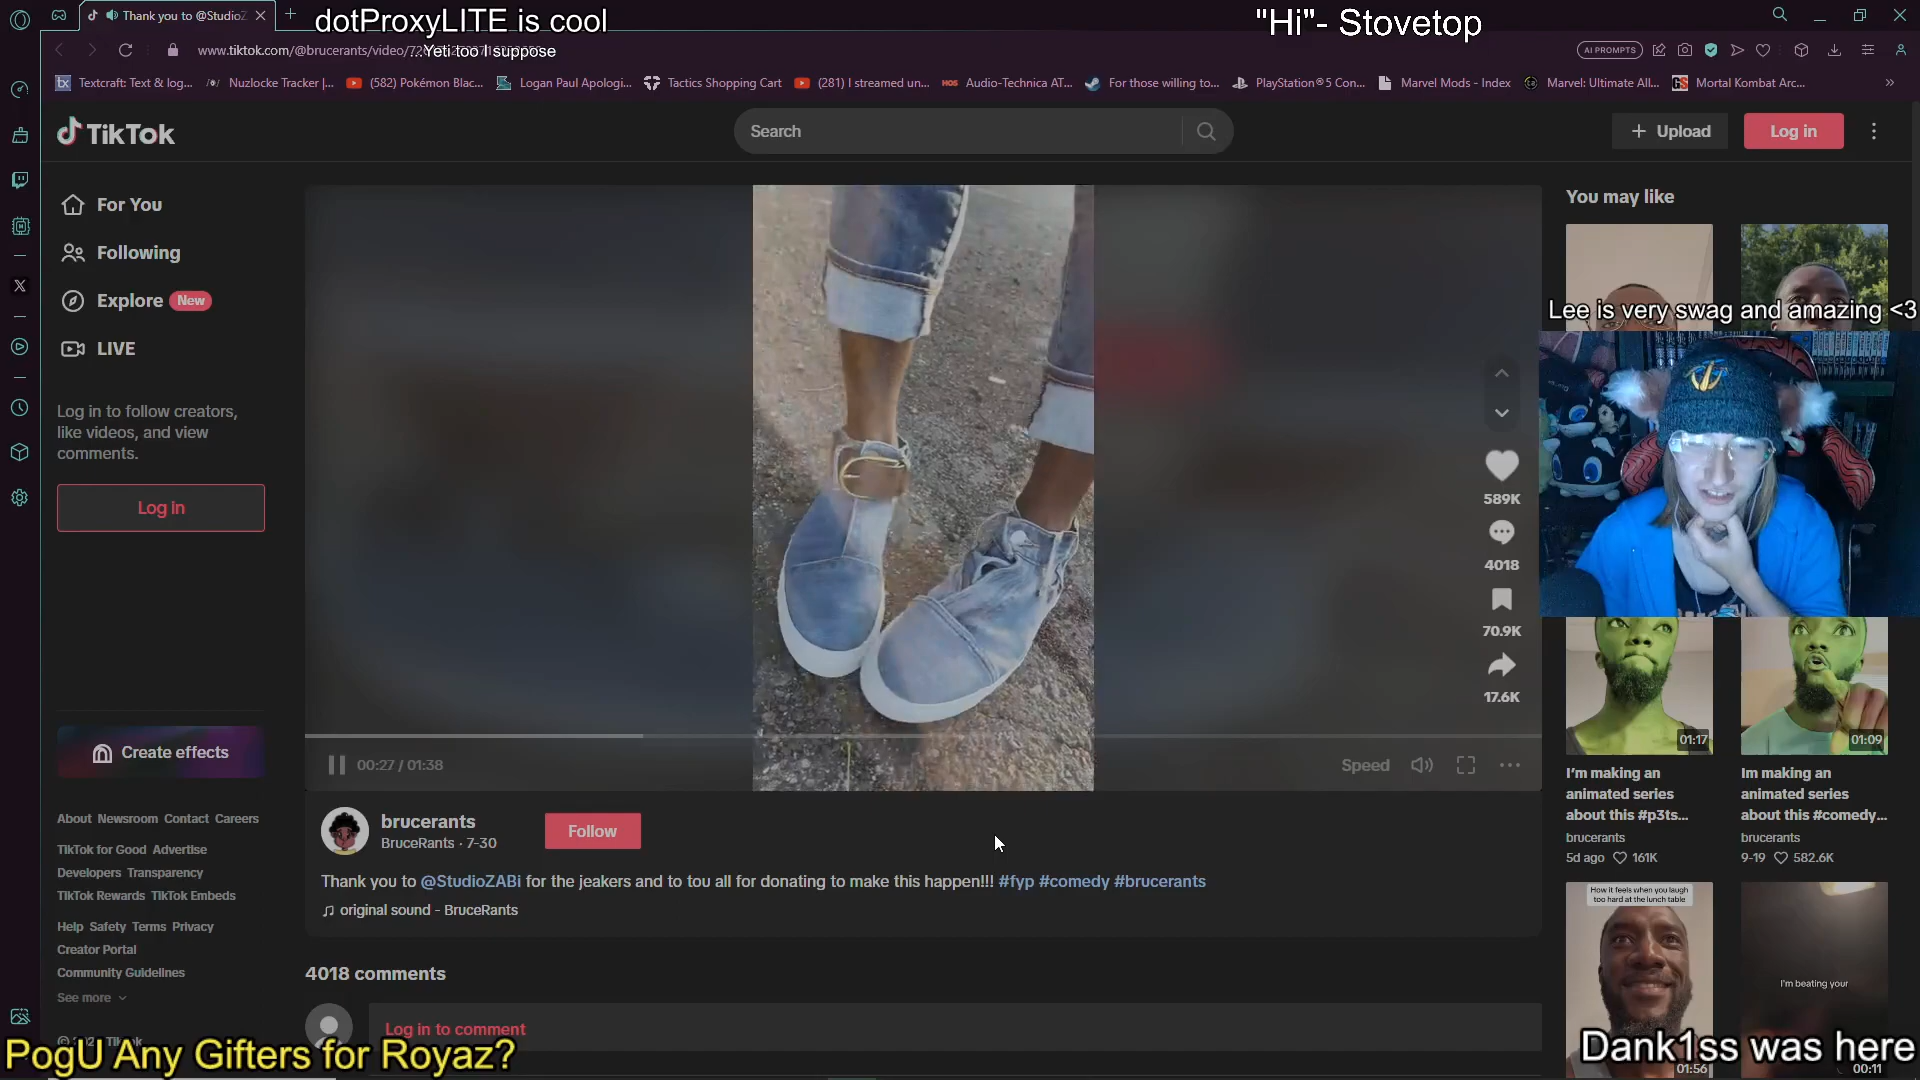 Thank you to @StudioZ
dotProxyLITE is cool
"Hi"- Stovetop
www.tiktok.com/@brucerants/video/7
...Yeti too I suppose
AI PROMPTS
Textcraft: Text & log...
Nuzlocke Tracker |...
(582) Pokémon Blac...
Logan Paul Apologi...
Tactics Shopping Cart
(281) I streamed un...
Audio-Technica AT...
For those willing to...
PlayStation®5 Con...
Marvel Mods - Index
Marvel: Ultimate All...
Mortal Kombat Arc...
TikTok
Search
Upload
Log in
For You
Following
Explore New
LIVE
Log in to follow creators,
like videos, and view
comments.
Log in
Create effects
About Newsroom Contact Careers
TikTok for Good Advertise
Developers Transparency
TikTok Rewards TikTok Embeds
Help Safety Terms Privacy
Creator Portal
Community Guidelines
See more
589K
4018
70.9K
17.6K
00:27 / 01:38
Speed
brucerants
BruceRants · 7-30
Follow
Thank you to @StudioZABi for the jeakers and to tou all for donating to make this happen!!! #fyp #comedy #brucerants
original sound - BruceRants
4018 comments
Log in to comment
You may like
Lee is very swag and amazing <3
01:17
01:09
I'm making an
animated series
about this #p3ts...
brucerants
5d ago 161K
Im making an
animated series
about this #comedy...
brucerants
9-19 582.6K
How it feels when you laugh
too hard at the lunch table
01:56
I'm beating your
00:11
PogU Any Gifters for Royaz?
Dank1ss was here